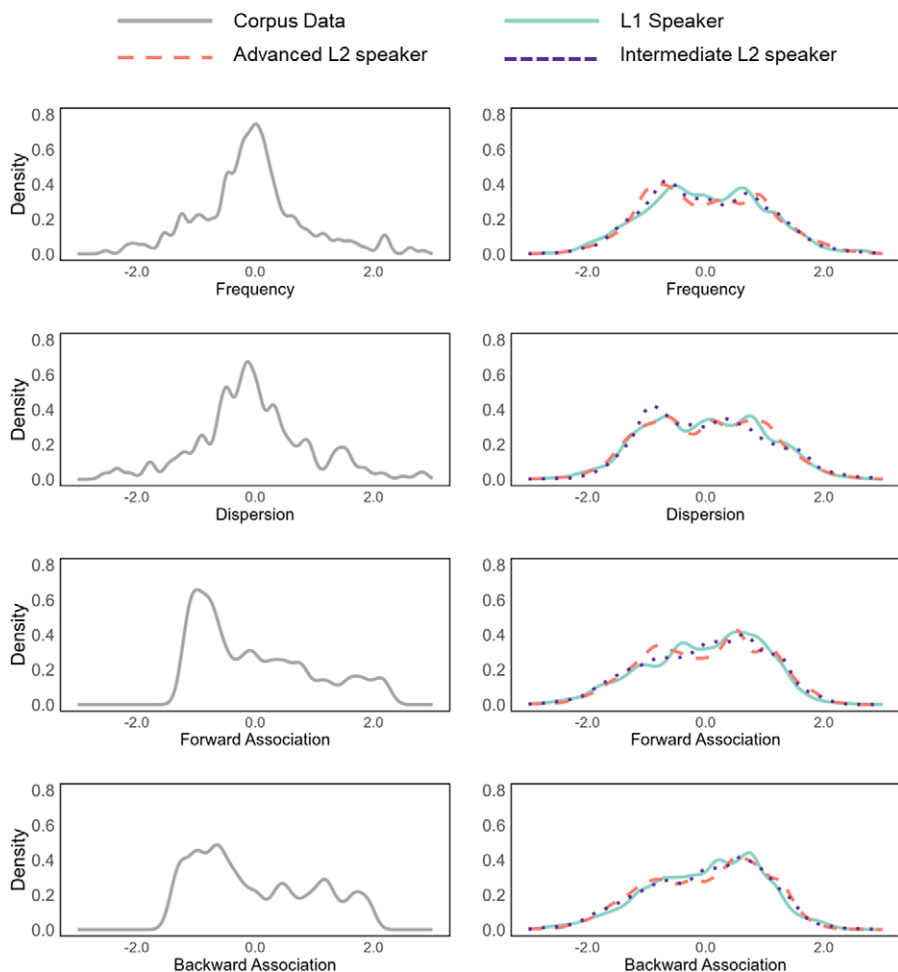 Corpus Data L1 Speaker
Advanced L2 speaker Intermediate L2 speaker
0.8 0.8
0.6 0.6
Density
0.4 0.4
0.2 0.2
0.0 0.0
-2.0 0.0 2.0 -2.0 0.0 2.0
Frequency Frequency
0.8 0.8
0.6 0.6
Density
0.4 0.4
0.2 0.2
0.0 0.0
-2.0 0.0 2.0 -2.0 0.0 2.0
Dispersion Dispersion
0.8 0.8
0.6 0.6
Density
0.4 0.4
0.2 0.2
0.0 0.0
-2.0 0.0 2.0 -2.0 0.0 2.0
Forward Association Forward Association
0.8 0.8
0.6 0.6
Density
0.4 0.4
0.2 0.2
0.0 0.0
-2.0 0.0 2.0 -2.0 0.0 2.0
Backward Association Backward Association